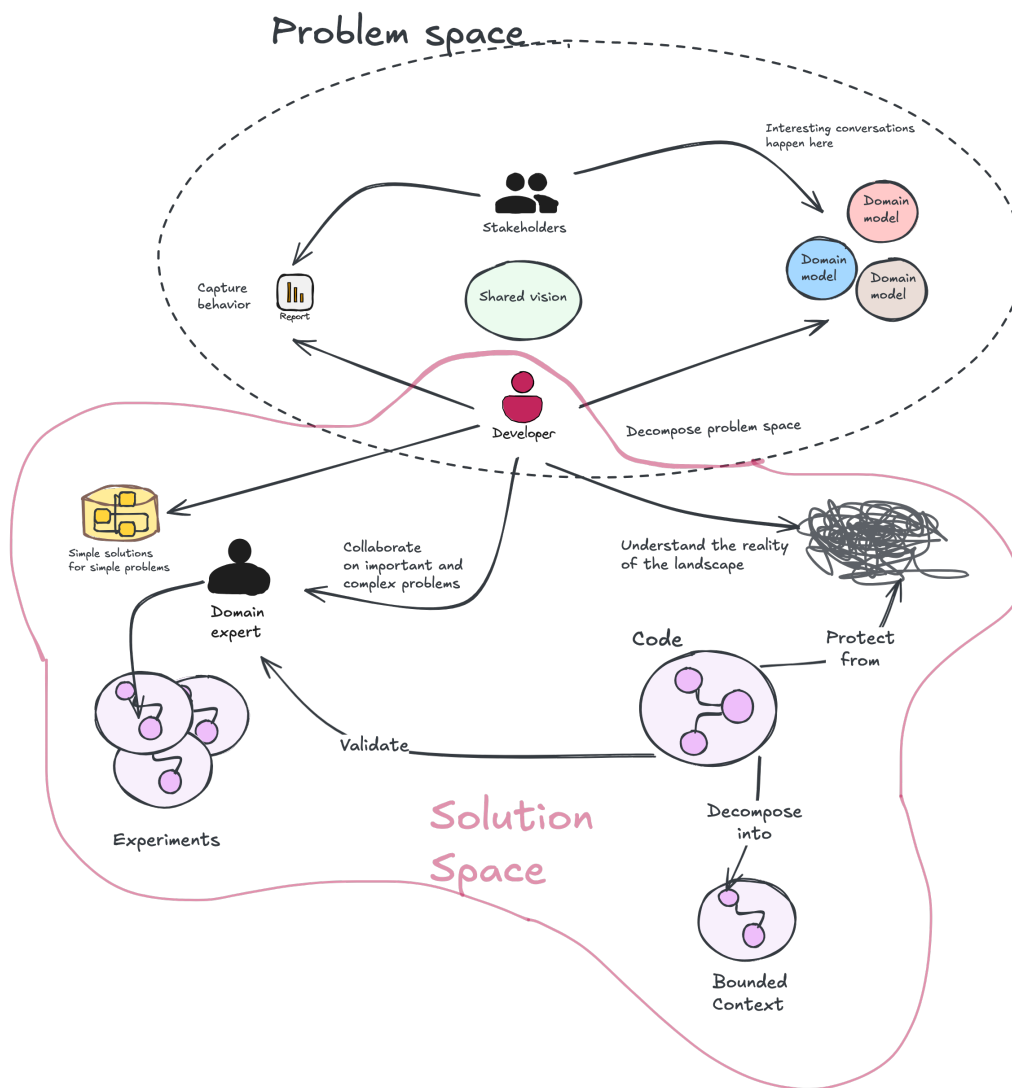 Problem space
Interesting conversations
happen here
Stakeholders
Domain
model
Domain
model
Domain
model
Capture
behavior
Report
Shared vision
Developer
Decompose problem space
Simple solutions
for simple problems
Collaborate
on important and
complex problems
Understand the reality
of the landscape
Domain
expert
Code
Protect
from
Validate
Experiments
Solution
Space
Decompose
into
Bounded
Context